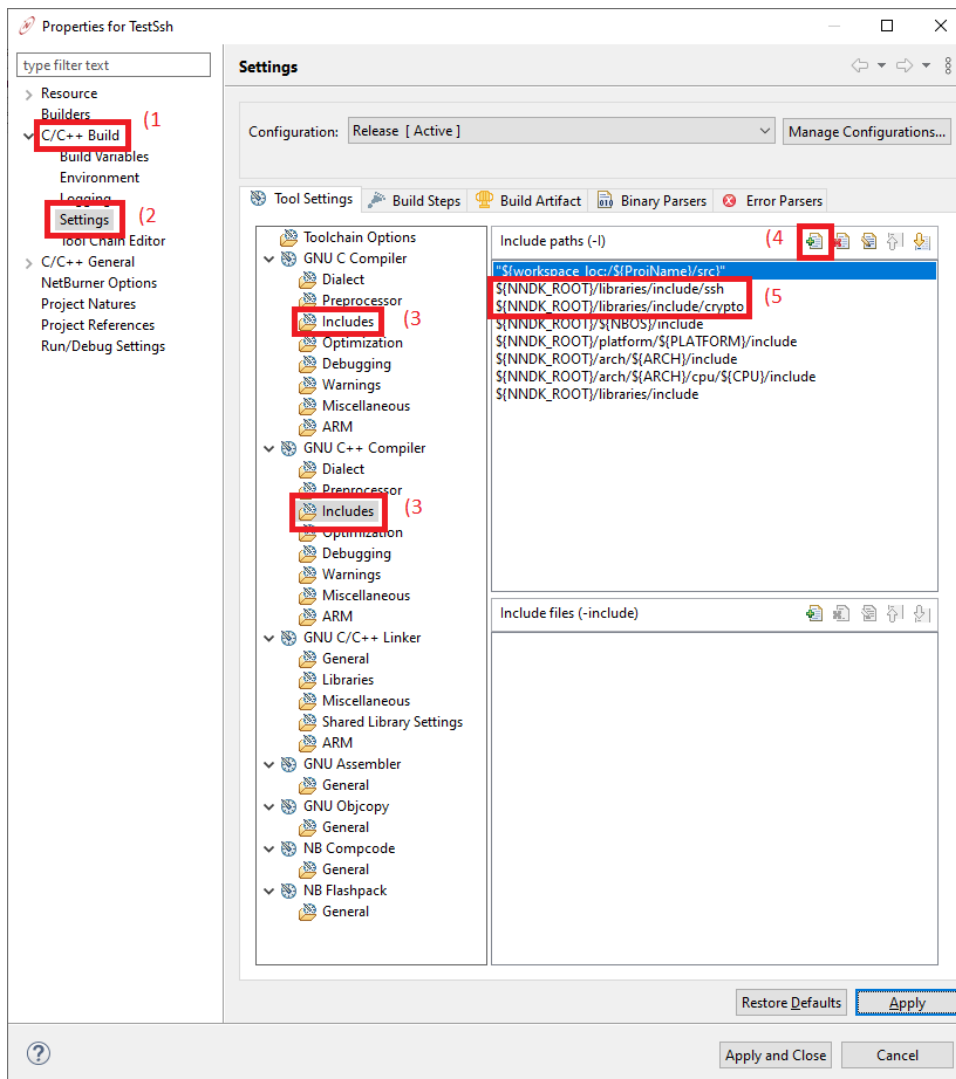 Properties for TestSsh
type filter text
Settings
Resource
Builders
(1
C/C++ Build
Build Variables
Environment
Logging
Settings
(2
Tool Chain Editor
C/C++ General
NetBurner Options
Project Natures
Project References
Run/Debug Settings
Configuration:
Release [ Active ]
Manage Configurations...
Tool Settings
Build Steps
Build Artifact
Binary Parsers
Error Parsers
Toolchain Options
GNU C Compiler
Dialect
Preprocessor
Includes
(3
Optimization
Debugging
Warnings
Miscellaneous
ARM
GNU C++ Compiler
Dialect
Preprocessor
Includes
(3
Optimization
Debugging
Warnings
Miscellaneous
ARM
GNU C/C++ Linker
General
Libraries
Miscellaneous
Shared Library Settings
ARM
GNU Assembler
General
GNU Objcopy
General
NB Compcode
General
NB Flashpack
General
Include paths (-I)
(4
"${workspace_loc:/${ProjName}/src}"
${NNDK_ROOT}/libraries/include/ssh
(5
${NNDK_ROOT}/libraries/include/crypto
${NNDK_ROOT}/${NBOS}/include
${NNDK_ROOT}/platform/${PLATFORM}/include
${NNDK_ROOT}/arch/${ARCH}/include
${NNDK_ROOT}/arch/${ARCH}/cpu/${CPU}/include
${NNDK_ROOT}/libraries/include
Include files (-include)
Restore Defaults
Apply
?
Apply and Close
Cancel